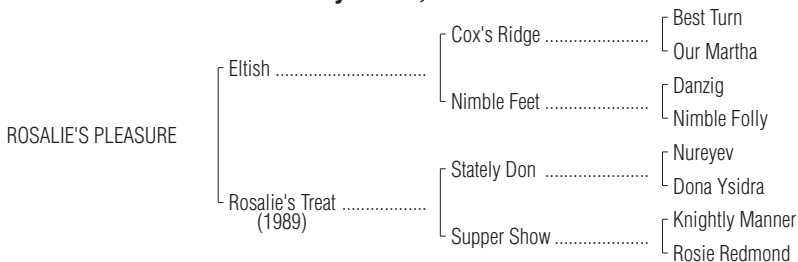 Best Turn
Cox's Ridge ......................
Our Martha
Eltish ................................
Danzig
Nimble Feet ......................
Nimble Folly
ROSALIE'S PLEASURE
Nureyev
Stately Don ......................
Dona Ysidra
Rosalie's Treat ..................
(1989)
Knightly Manner
Supper Show ....................
Rosie Redmond